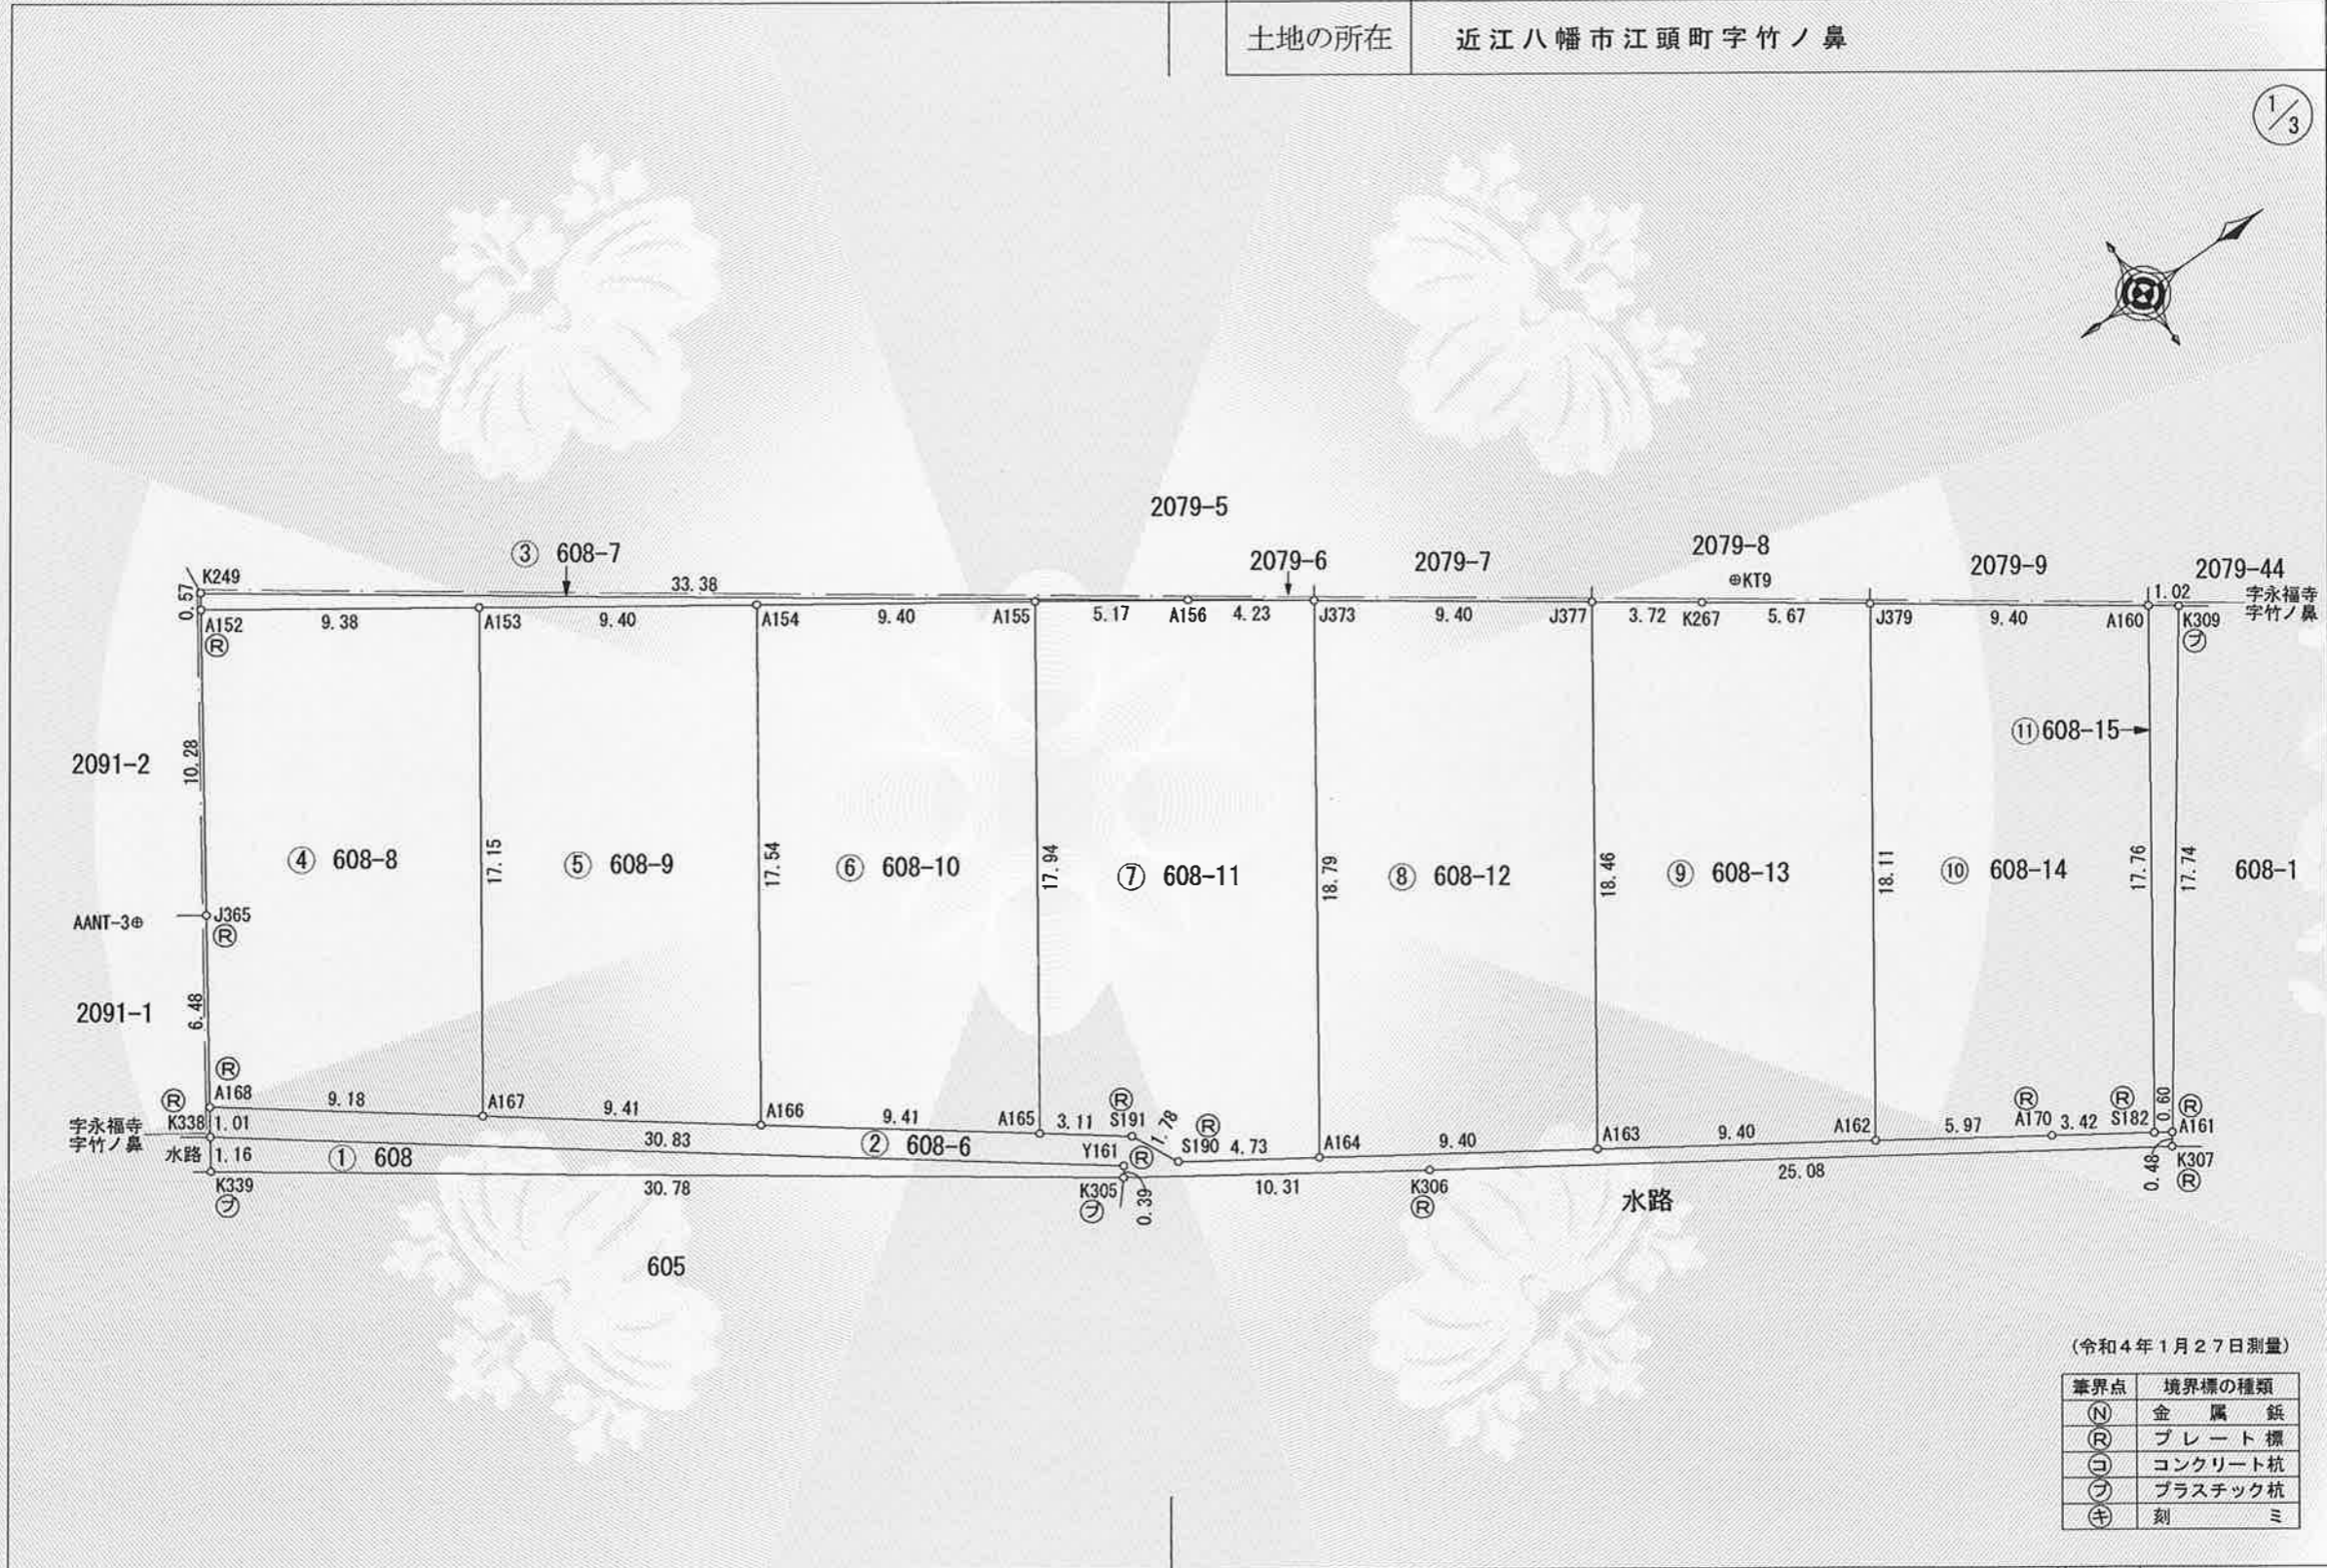 土地の所在 近江八幡市江頭町字竹ノ鼻
1/3
2079-5
③ 608-7
2079-6 2079-7 2079-8 2079-9 2079-44
⊕KT9
K249 33.38 1.02 字永福寺
字竹ノ鼻
0.57
A152 9.38 A153 9.40 A154 9.40 A155 5.17 A156 4.23 J373 9.40 J377 3.72 K267 5.67 J379 9.40 A160 K309
Ⓡ ㋫
⑪608-15
2091-2 10.28
④ 608-8 17.15 ⑤ 608-9 17.54 ⑥ 608-10 17.94 ⑦ 608-11 18.79 ⑧ 608-12 18.46 ⑨ 608-13 18.11 ⑩ 608-14 17.76 17.74 608-1
AANT-3⊕ J365
Ⓡ
2091-1 6.48
Ⓡ A168 9.18 A167 9.41 A166 9.41 A165 3.11 Ⓡ S191 1.78 Ⓡ S190 4.73 A164 9.40 A163 9.40 A162 5.97 Ⓡ A170 3.42 Ⓡ S182 0.60 Ⓡ A161
字永福寺
字竹ノ鼻
Ⓡ K338 1.01 30.83 ② 608-6 Y161 Ⓡ
水路 1.16 ① 608
K339 30.78 K305 0.39 10.31 K306 25.08 0.48 K307
㋫ ㋫ Ⓡ Ⓡ
水路
605
(令和4年1月27日測量)
筆界点 境界標の種類
Ⓝ 金属鋲
Ⓡ プレート標
㋙ コンクリート杭
㋫ プラスチック杭
㋖ 刻ミ